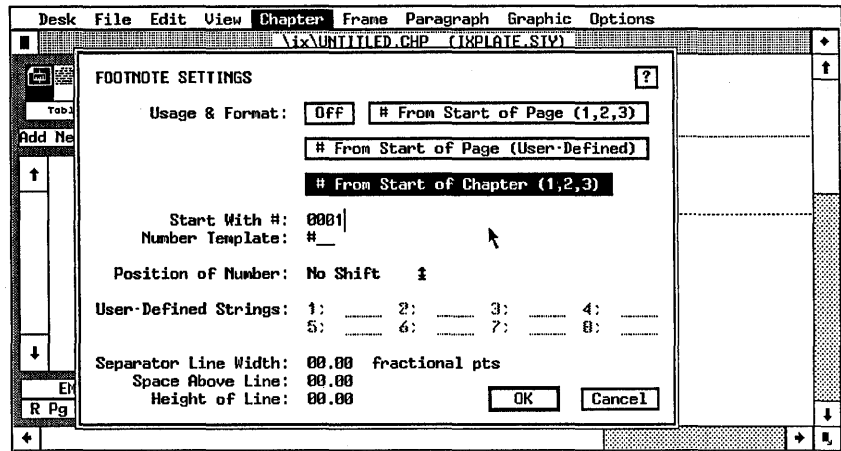 Desk File Edit View Chapter Frame Paragraph Graphic Options
\ix\UNTITLED.CHP (IXPLATE.STY)
FOOTNOTE SETTINGS ?
Usage & Format: Off # From Start of Page (1,2,3)
# From Start of Page (User-Defined)
# From Start of Chapter (1,2,3)
Start With #: 0001
Number Template: #__
Position of Number: No Shift
User-Defined Strings: 1: 2: 3: 4:
5: 6: 7: 8:
Separator Line Width: 00.00 fractional pts
Space Above Line: 00.00
Height of Line: 00.00
OK Cancel
Tabl
Add Ne
EM
R Pg